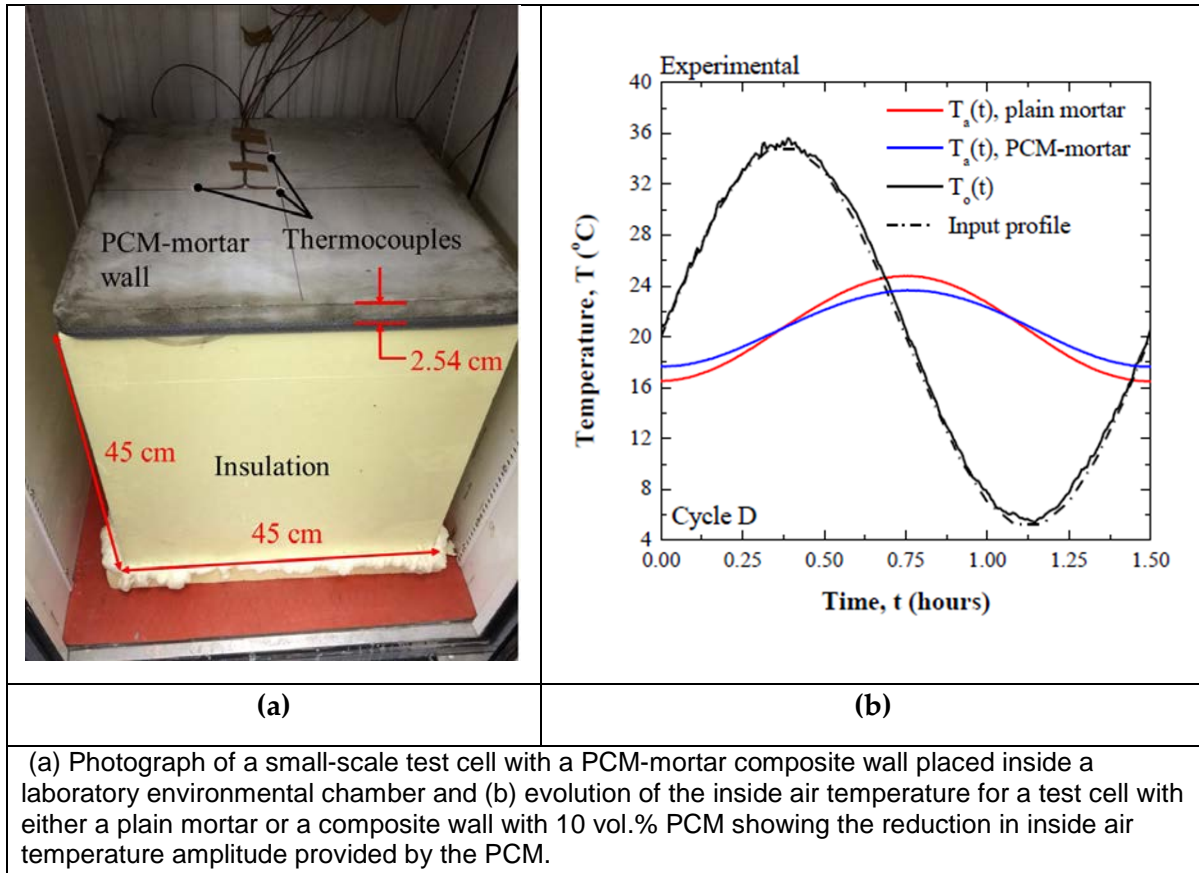 PCM-mortar
wall
Thermocouples
2.54 cm
45 cm
Insulation
45 cm
Experimental
40
36
32
28
24
20
16
12
8
4
Temperature, T (°C)
T_a(t), plain mortar
T_a(t), PCM-mortar
T_o(t)
Input profile
Cycle D
0.00 0.25 0.50 0.75 1.00 1.25 1.50
Time, t (hours)
(a) (b)
(a) Photograph of a small-scale test cell with a PCM-mortar composite wall placed inside a
laboratory environmental chamber and (b) evolution of the inside air temperature for a test cell with
either a plain mortar or a composite wall with 10 vol.% PCM showing the reduction in inside air
temperature amplitude provided by the PCM.